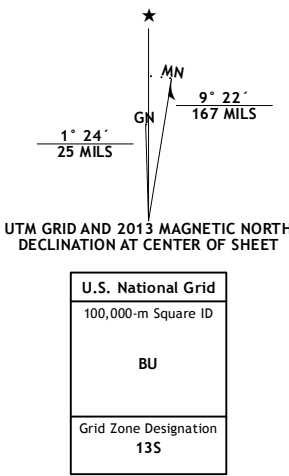 ★
MN
GN
9° 22´
167 MILS
1° 24´
25 MILS
UTM GRID AND 2013 MAGNETIC NORTH
DECLINATION AT CENTER OF SHEET
U.S. National Grid
100,000-m Square ID
BU
Grid Zone Designation
13S